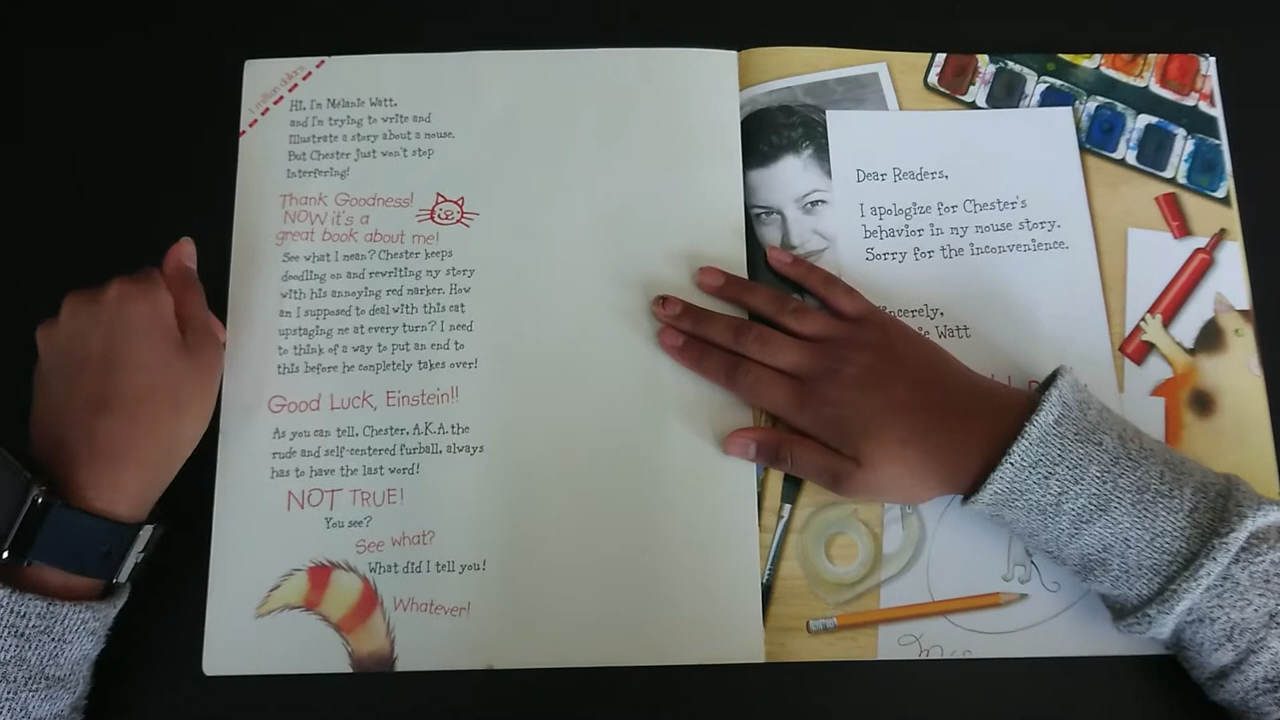 1 million dollars
Hi, I'm Mélanie Watt,
and I'm trying to write and
illustrate a story about a mouse.
But Chester just won't stop
interfering!
Thank Goodness!
NOW it's a
great book about me!
See what I mean? Chester keeps
doodling on and rewriting my story
with his annoying red marker. How
am I supposed to deal with this cat
upstaging me at every turn? I need
to think of a way to put an end to
this before he completely takes over!
Good Luck, Einstein!!
As you can tell, Chester, A.K.A. the
rude and self-centered furball, always
has to have the last word!
NOT TRUE!
You see?
See what?
What did I tell you!
Whatever!
Dear Readers,
I apologize for Chester's
behavior in my mouse story.
Sorry for the inconvenience.
ncerely,
ie Watt